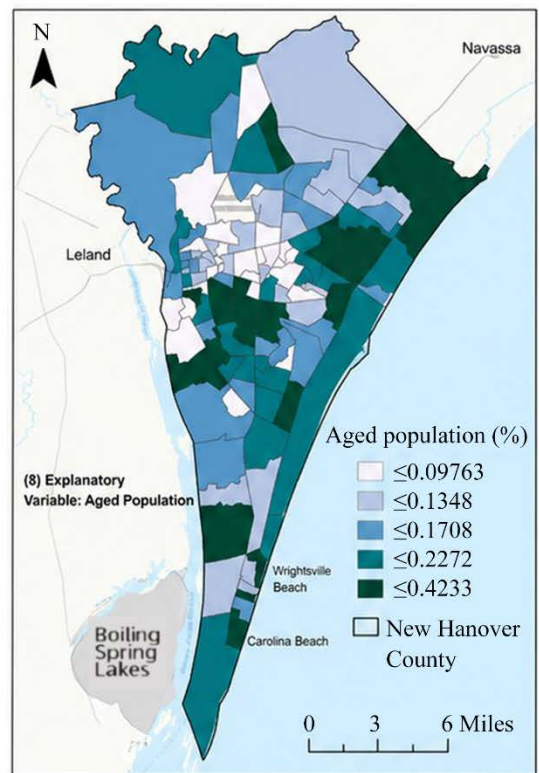 N
Navassa
Leland
Aged population (%)
≤0.09763
≤0.1348
≤0.1708
≤0.2272
≤0.4233
New Hanover
County
(8) Explanatory
Variable: Aged Population
Wrightsville
Beach
Carolina Beach
Boiling
Spring
Lakes
0 3 6 Miles